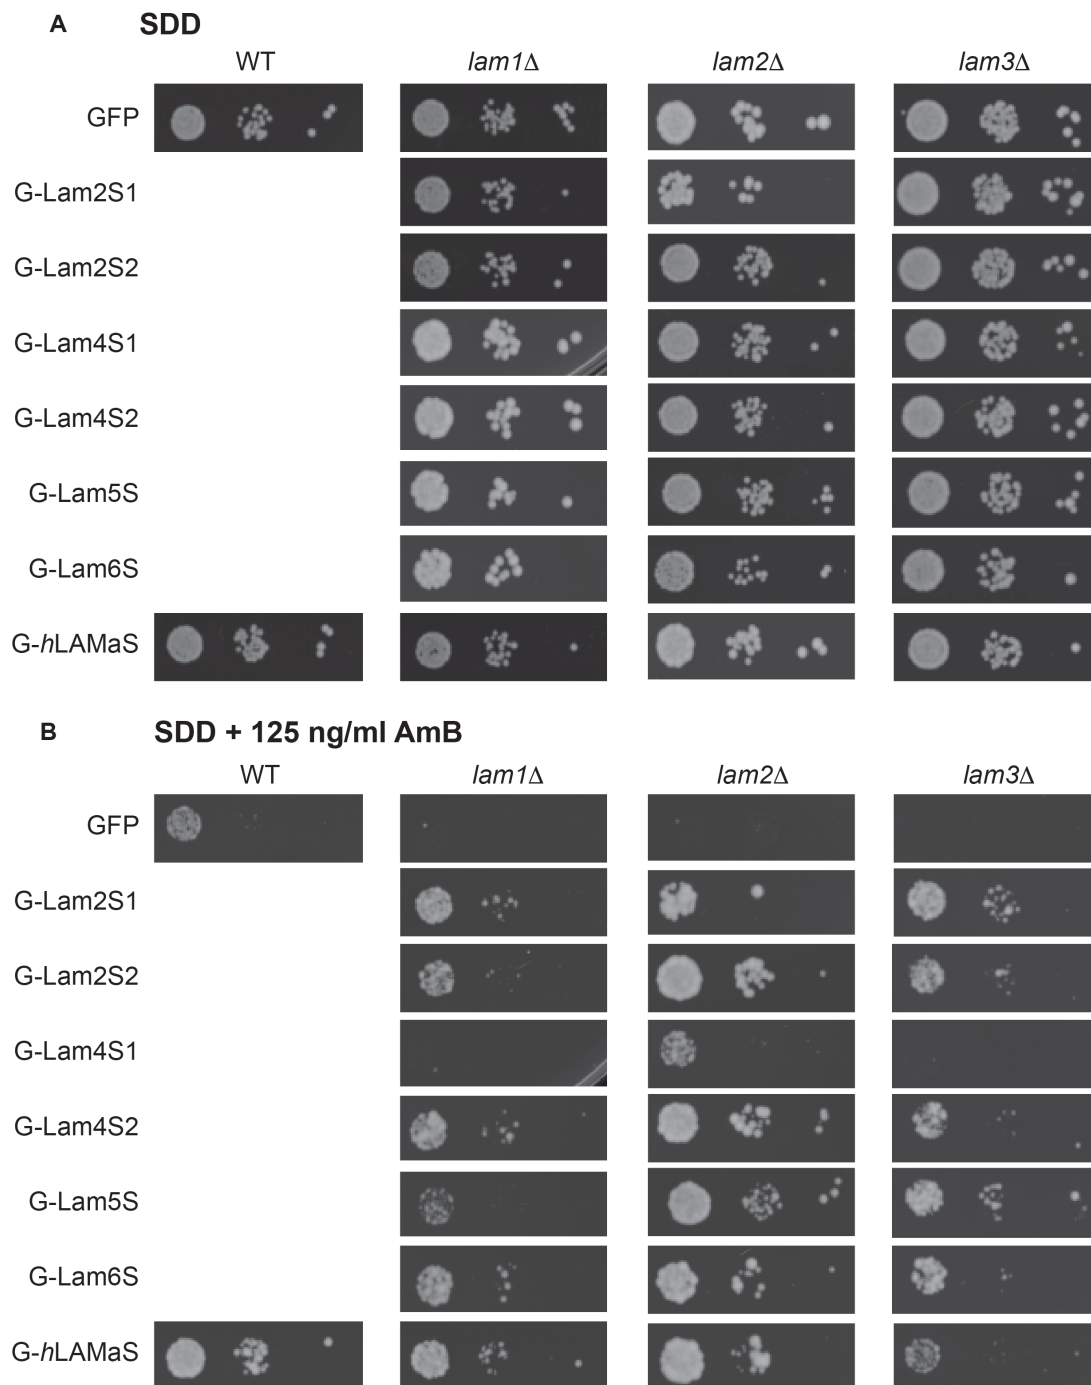 A SDD
WT lam1Δ lam2Δ lam3Δ
GFP
G-Lam2S1
G-Lam2S2
G-Lam4S1
G-Lam4S2
G-Lam5S
G-Lam6S
G-hLAMaS
B SDD + 125 ng/ml AmB
WT lam1Δ lam2Δ lam3Δ
GFP
G-Lam2S1
G-Lam2S2
G-Lam4S1
G-Lam4S2
G-Lam5S
G-Lam6S
G-hLAMaS